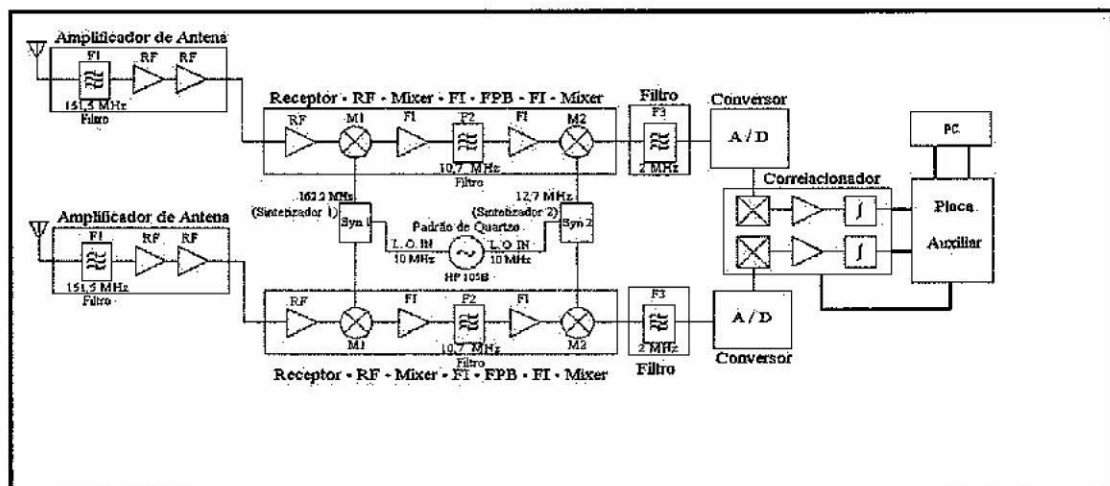 Amplificador de Antena
F1
RF
RF
151,5 MHz
Filtro
Receptor - RF - Mixer - FI - FPB - FI - Mixer
RF
M1
FI
F2
FI
M2
10,7 MHz
Filtro
Filtro
F3
2 MHz
Conversor
A/D
PC
Correlacionador
∫
∫
Placa
Auxiliar
162,2 MHz
(Sintetizador 1)
Syn 1
Padrão de Quartzo
L.O. IN
10 MHz
L.O. IN
10 MHz
HP 105B
12,7 MHz
(Sintetizador 2)
Syn 2
Amplificador de Antena
F1
RF
RF
151,5 MHz
Filtro
RF
M1
FI
F2
FI
M2
10,7 MHz
Filtro
Receptor - RF - Mixer - FI - FPB - FI - Mixer
F3
2 MHz
Filtro
A/D
Conversor